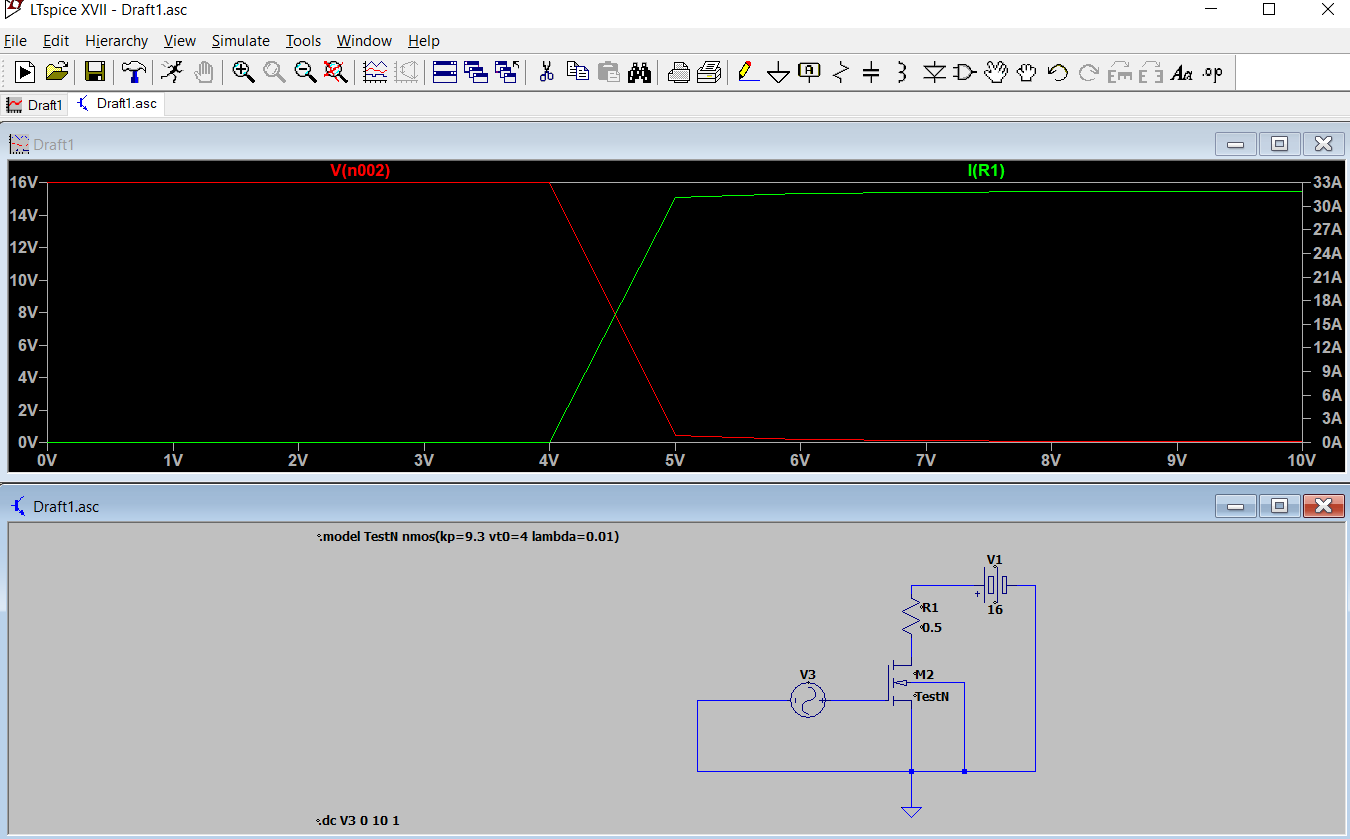 LTspice XVII - Draft1.asc
File Edit Hierarchy View Simulate Tools Window Help
A Aa .op
Draft1 Draft1.asc
Draft1
V(n002) I(R1)
16V 33A
14V 30A
12V 27A
10V 24A
8V 21A
6V 18A
4V 15A
2V 12A
0V 9A
6A
3A
0A
0V 1V 2V 3V 4V 5V 6V 7V 8V 9V 10V
Draft1.asc
.model TestN nmos(kp=9.3 vt0=4 lambda=0.01)
V1
+
16
R1
0.5
V3
M2
TestN
.dc V3 0 10 1